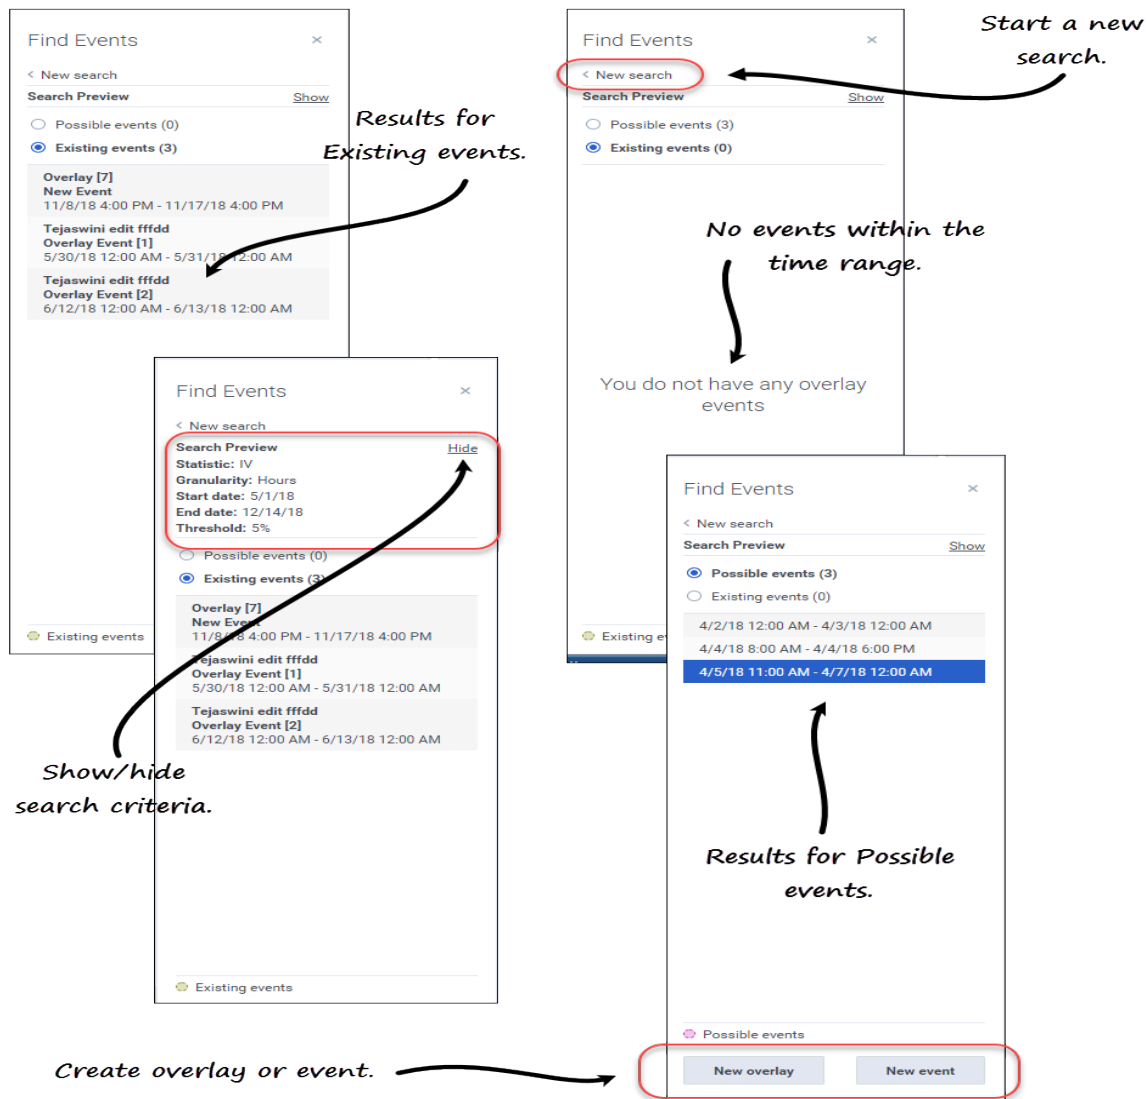 Find Events
×
< New search
Search Preview Show
Possible events (0)
Existing events (3)
Overlay [7]
New Event
11/8/18 4:00 PM - 11/17/18 4:00 PM
Tejaswini edit fffdd
Overlay Event [1]
5/30/18 12:00 AM - 5/31/18 12:00 AM
Tejaswini edit fffdd
Overlay Event [2]
6/12/18 12:00 AM - 6/13/18 12:00 AM
Existing events
Results for
Existing events.
Find Events
×
< New search
Search Preview Hide
Statistic: IV
Granularity: Hours
Start date: 5/1/18
End date: 12/14/18
Threshold: 5%
Possible events (0)
Existing events (3)
Overlay [7]
New Event
11/8/18 4:00 PM - 11/17/18 4:00 PM
Tejaswini edit fffdd
Overlay Event [1]
5/30/18 12:00 AM - 5/31/18 12:00 AM
Tejaswini edit fffdd
Overlay Event [2]
6/12/18 12:00 AM - 6/13/18 12:00 AM
Existing events
Show/hide
search criteria.
Find Events
×
< New search
Search Preview Show
Possible events (3)
Existing events (0)
Start a new
search.
No events within the
time range.
You do not have any overlay
events
Existing
Find Events
×
< New search
Search Preview Show
Possible events (3)
Existing events (0)
4/2/18 12:00 AM - 4/3/18 12:00 AM
4/4/18 8:00 AM - 4/4/18 6:00 PM
4/5/18 11:00 AM - 4/7/18 12:00 AM
Results for Possible
events.
Possible events
New overlay New event
Create overlay or event.